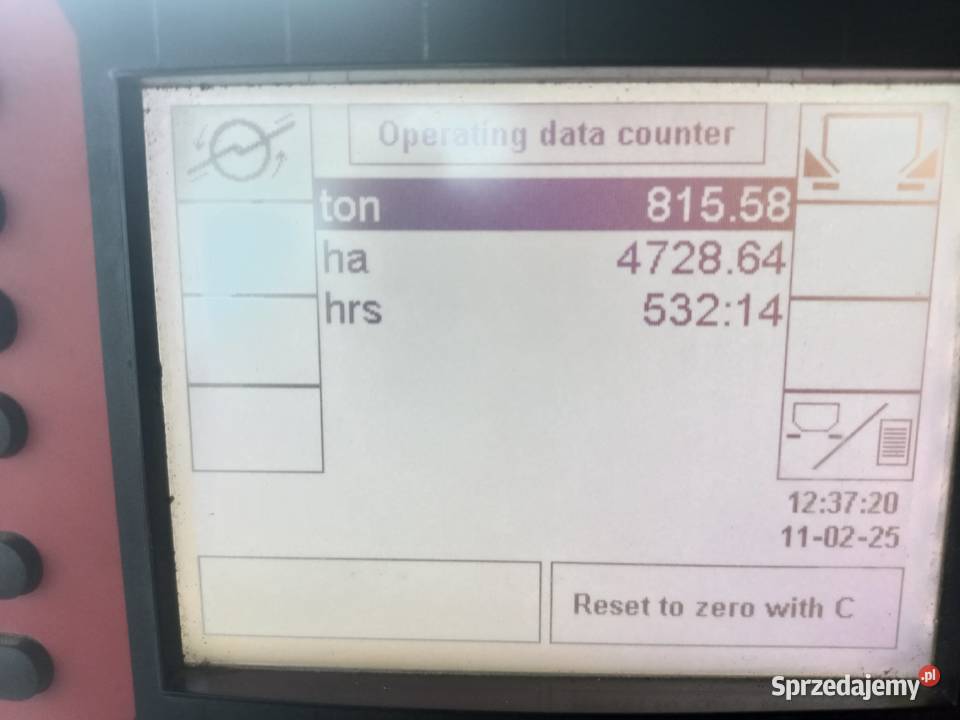 Operating data counter
ton 815.58
ha 4728.64
hrs 532:14
12:37:20
11-02-25
Reset to zero with C
Sprzedajemy.pl